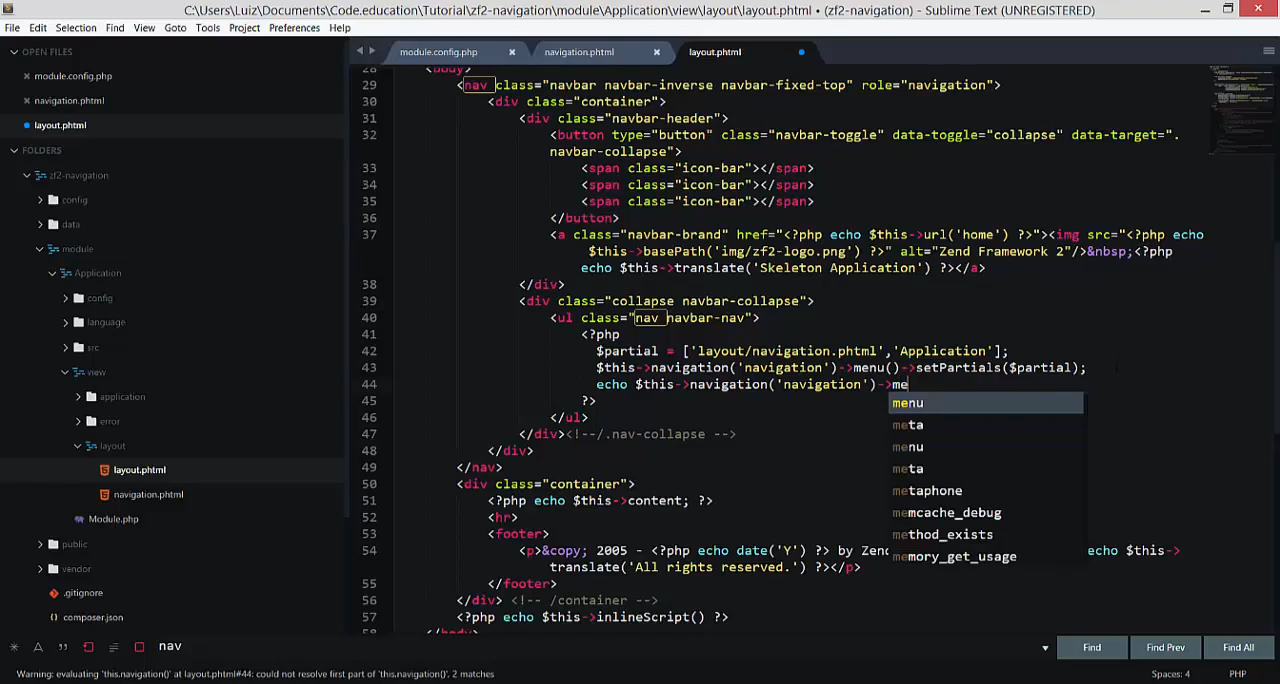 C:\Users\Luiz\Documents\Code.education\Tutorial\zf2-navigation\module\Application\view\layout\layout.phtml • (zf2-navigation) - Sublime Text (UNREGISTERED)
File Edit Selection Find View Goto Tools Project Preferences Help
OPEN FILES
module.config.php
navigation.phtml
layout.phtml
FOLDERS
zf2-navigation
config
data
module
Application
config
language
src
view
application
error
layout
layout.phtml
navigation.phtml
Module.php
public
vendor
.gitignore
composer.json
module.config.php navigation.phtml layout.phtml
28 <body>
29 <nav class="navbar navbar-inverse navbar-fixed-top" role="navigation">
30 <div class="container">
31 <div class="navbar-header">
32 <button type="button" class="navbar-toggle" data-toggle="collapse" data-target=".
navbar-collapse">
33 <span class="icon-bar"></span>
34 <span class="icon-bar"></span>
35 <span class="icon-bar"></span>
36 </button>
37 <a class="navbar-brand" href="<?php echo $this->url('home') ?>"><img src="<?php echo
$this->basePath('img/zf2-logo.png') ?>" alt="Zend Framework 2"/>&nbsp;<?php
echo $this->translate('Skeleton Application') ?></a>
38 </div>
39 <div class="collapse navbar-collapse">
40 <ul class="nav navbar-nav">
41 <?php
42 $partial = ['layout/navigation.phtml','Application'];
43 $this->navigation('navigation')->menu()->setPartials($partial);
44 echo $this->navigation('navigation')->me
45 ?>
46 </ul>
47 </div><!--/.nav-collapse -->
48 </div>
49 </nav>
50 <div class="container">
51 <?php echo $this->content; ?>
52 <hr>
53 <footer>
54 <p>&copy; 2005 - <?php echo date('Y') ?> by Zend echo $this->
translate('All rights reserved.') ?></p>
55 </footer>
56 </div> <!-- /container -->
57 <?php echo $this->inlineScript() ?>
58 </body>
menu
meta
menu
meta
metaphone
memcache_debug
method_exists
memory_get_usage
nav
Find Find Prev Find All
Warning: evaluating 'this.navigation()' at layout.phtml#44: could not resolve first part of 'this.navigation()', 2 matches
Spaces: 4 PHP